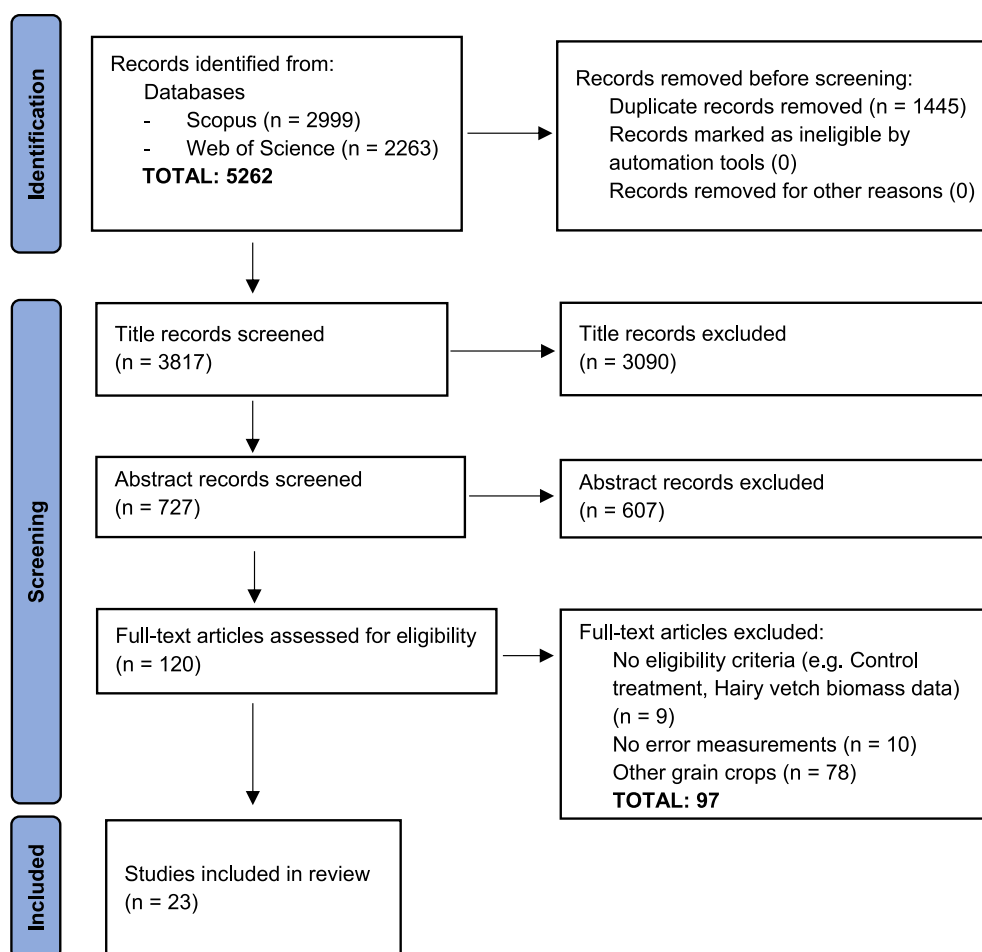 Identification
Records identified from:
Databases
- Scopus (n = 2999)
- Web of Science (n = 2263)
TOTAL: 5262
Records removed before screening:
Duplicate records removed (n = 1445)
Records marked as ineligible by
automation tools (0)
Records removed for other reasons (0)
Screening
Title records screened
(n = 3817)
Title records excluded
(n = 3090)
Abstract records screened
(n = 727)
Abstract records excluded
(n = 607)
Full-text articles assessed for eligibility
(n = 120)
Full-text articles excluded:
No eligibility criteria (e.g. Control
treatment, Hairy vetch biomass data)
(n = 9)
No error measurements (n = 10)
Other grain crops (n = 78)
TOTAL: 97
Included
Studies included in review
(n = 23)